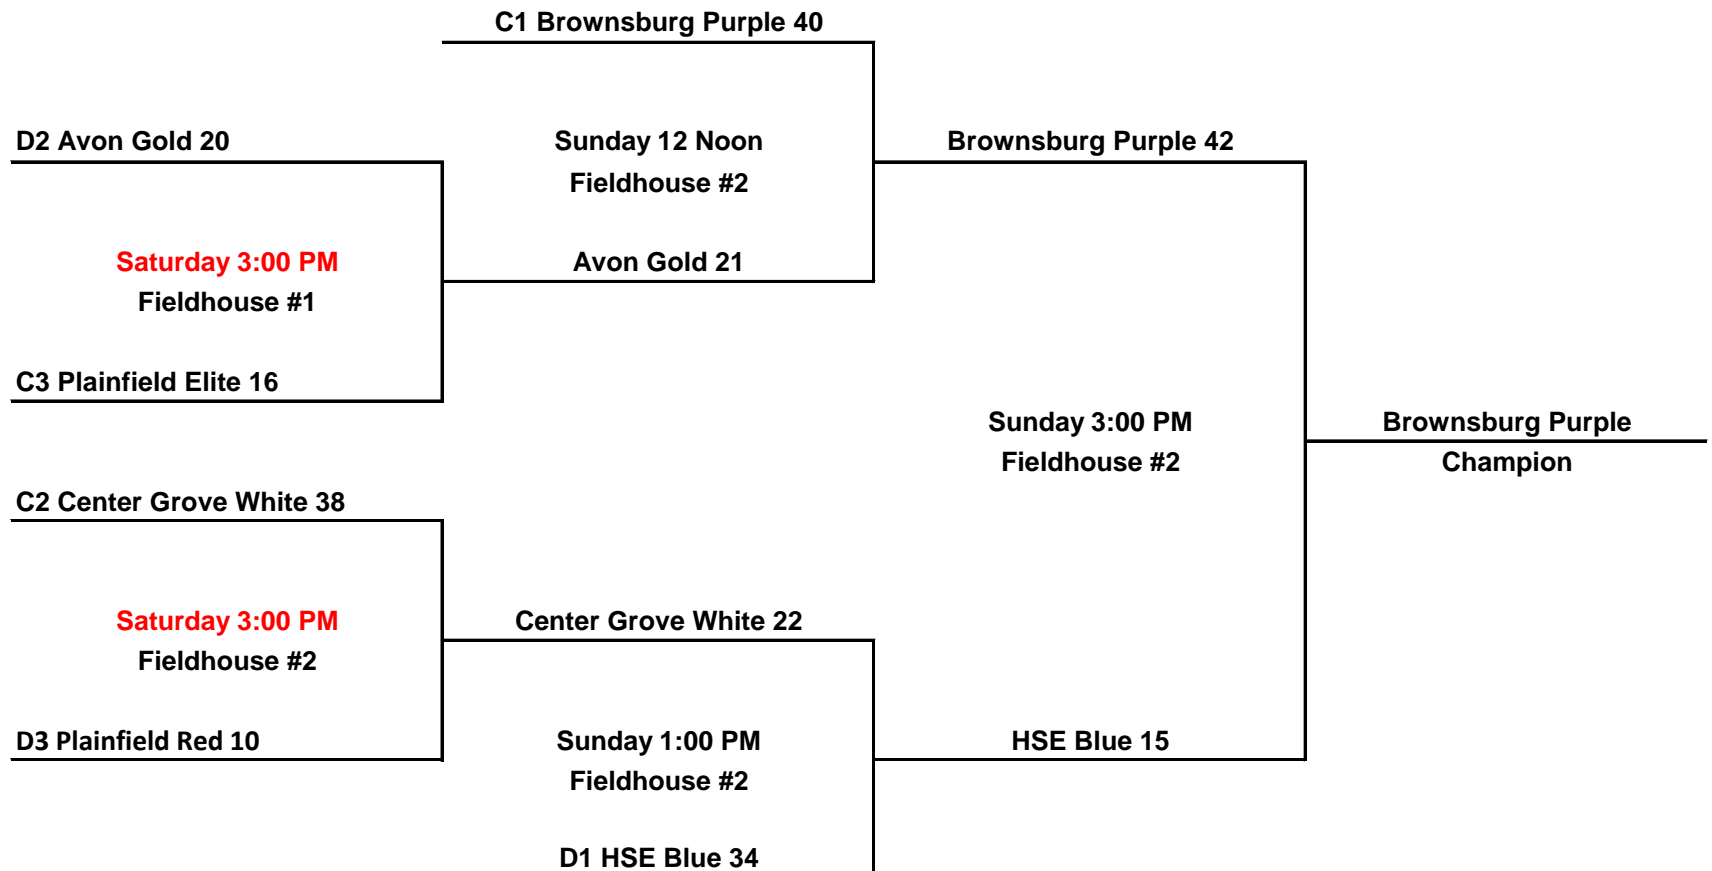 C1 Brownsburg Purple 40
D2 Avon Gold 20
Sunday 12 Noon
Brownsburg Purple 42
Fieldhouse #2
Saturday 3:00 PM
Avon Gold 21
Fieldhouse #1
C3 Plainfield Elite 16
Sunday 3:00 PM
Brownsburg Purple
Fieldhouse #2
Champion
C2 Center Grove White 38
Saturday 3:00 PM
Center Grove White 22
Fieldhouse #2
D3 Plainfield Red 10
Sunday 1:00 PM
HSE Blue 15
Fieldhouse #2
D1 HSE Blue 34